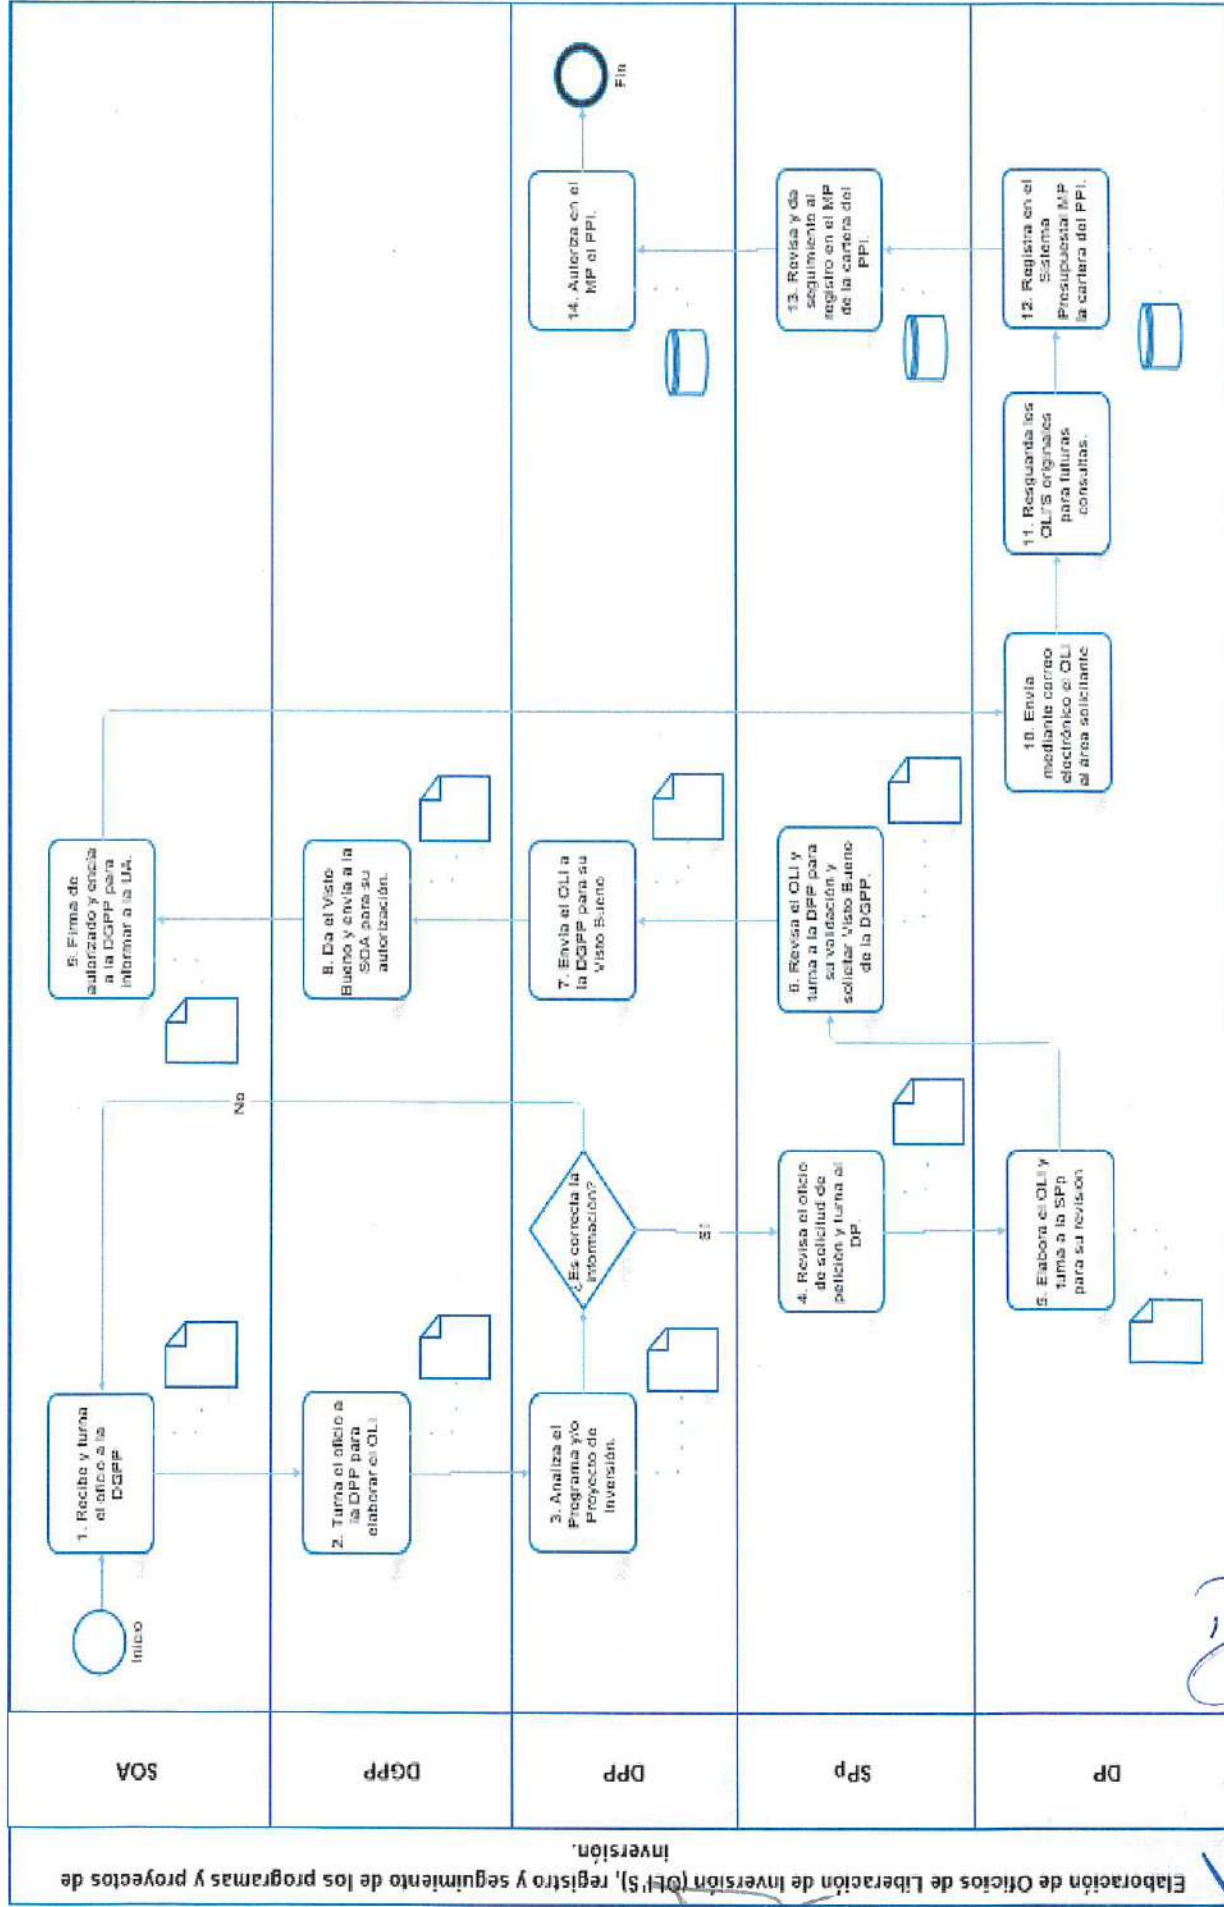 Elaboración de Oficios de Liberación de Inversión (OLI'S), registro y seguimiento de los programas y proyectos de
inversión.
SOA
DGPP
DPP
SPp
DP
Inicio
1. Recibe y turna
el oficio a la
DGPP
2. Turna el oficio a
la DPP para
elaborar el OLI
3. Analiza el
Programa y/o
Proyecto de
Inversión.
¿Es correcta la
información?
No
Si
4. Revisa el oficio
de solicitud de
petición y turna al
DP.
5. Elabora el OLI y
turna a la SPp
para su revisión
6. Revisa el OLI y
turna a la DPP para
su validación y
solicitar Visto Bueno
de la DGPP.
7. Envía el OLI a
la DGPP para su
Visto Bueno
8. Da el Visto
Bueno y envía a la
SOA para su
autorización.
9. Firma de
autorizado y encía
a la DGPP para
informar a la UA.
10. Envía
mediante correo
electrónico el OLI
al área solicitante
11. Resguarda los
OLI'S originales
para futuras
consultas.
12. Registra en el
Sistema
Presupuestal MP
la cartera del PPI.
13. Revisa y da
seguimiento al
registro en el MP
de la cartera del
PPI.
14. Autoriza en el
MP el PPI.
Fin